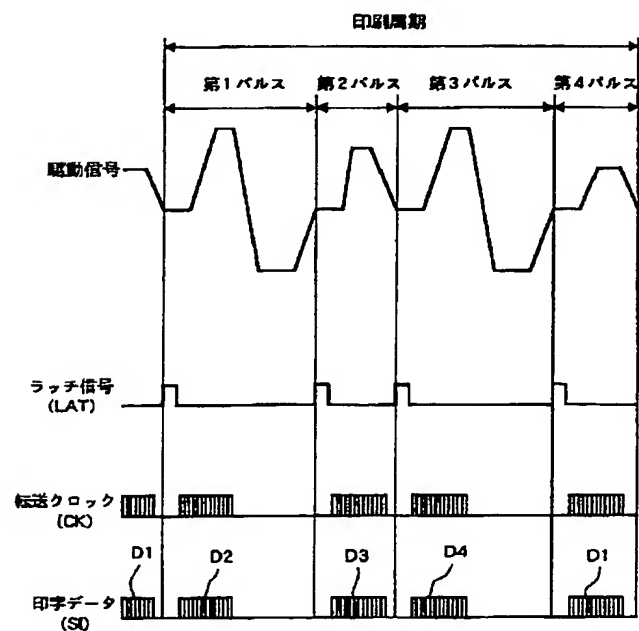 印刷周期
第1パルス 第2パルス 第3パルス 第4パルス
駆動信号
ラッチ信号
(LAT)
転送クロック
(CK)
D1 D2 D3 D4 D1
印字データ
(SI)